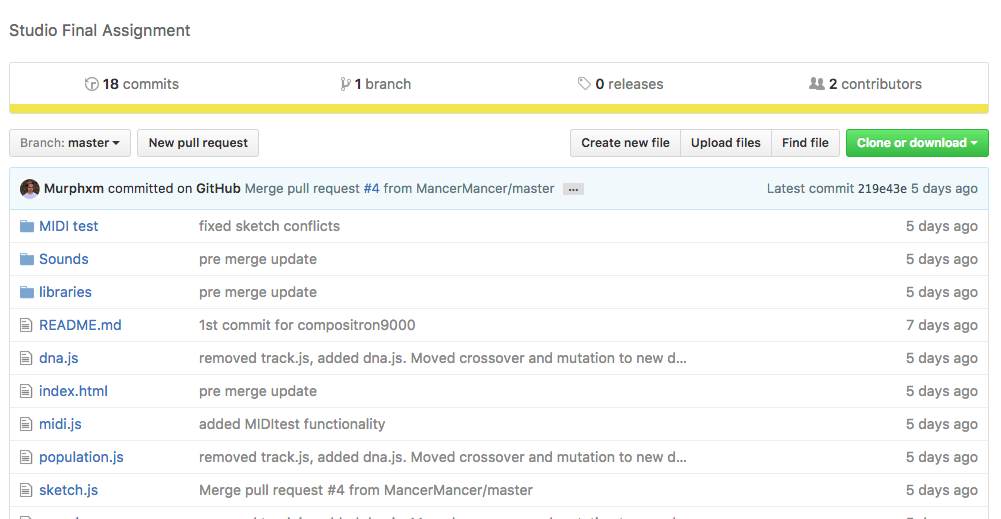 Studio Final Assignment
18 commits 1 branch 0 releases 2 contributors
Branch: master New pull request Create new file Upload files Find file Clone or download
Murphxm committed on GitHub Merge pull request #4 from MancerMancer/master ... Latest commit 219e43e 5 days ago
MIDI test fixed sketch conflicts 5 days ago
Sounds pre merge update 5 days ago
libraries pre merge update 5 days ago
README.md 1st commit for compositron9000 7 days ago
dna.js removed track.js, added dna.js. Moved crossover and mutation to new d... 5 days ago
index.html pre merge update 5 days ago
midi.js added MIDItest functionality 5 days ago
population.js removed track.js, added dna.js. Moved crossover and mutation to new d... 5 days ago
sketch.js Merge pull request #4 from MancerMancer/master 5 days ago